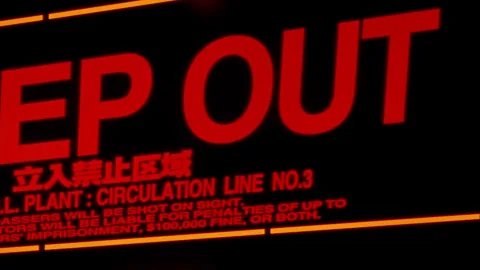 EP OUT
立入禁止区域
L. PLANT : CIRCULATION LINE NO.3
ASSERS WILL BE SHOT ON SIGHT.
TORS WILL BE LIABLE FOR PENALTIES OF UP TO
RS' IMPRISONMENT, $100,000 FINE, OR BOTH.